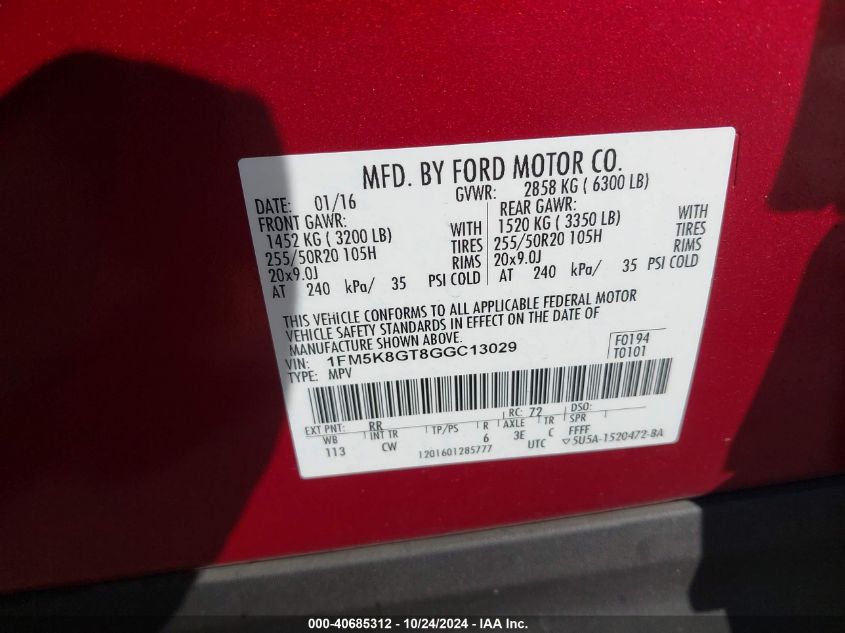 MFD. BY FORD MOTOR CO.
DATE: 01/16 GVWR: 2858 KG ( 6300 LB)
FRONT GAWR: REAR GAWR:
1452 KG ( 3200 LB) WITH 1520 KG ( 3350 LB) WITH
255/50R20 105H TIRES 255/50R20 105H TIRES
20x9.0J RIMS 20x9.0J RIMS
AT 240 kPa/ 35 PSI COLD AT 240 kPa/ 35 PSI COLD
THIS VEHICLE CONFORMS TO ALL APPLICABLE FEDERAL MOTOR
VEHICLE SAFETY STANDARDS IN EFFECT ON THE DATE OF
MANUFACTURE SHOWN ABOVE.
VIN: 1FM5K8GT8GGC13029 F0194
TYPE: MPV T0101
EXT PNT: RR RC: 72 DSO:
WB INT TR TP/PS R AXLE TR SPR
113 CW 6 3E C FFFF
1201601285777 UTC ▽5U5A-1520472-BA
000-40685312 - 10/24/2024 - IAA Inc.